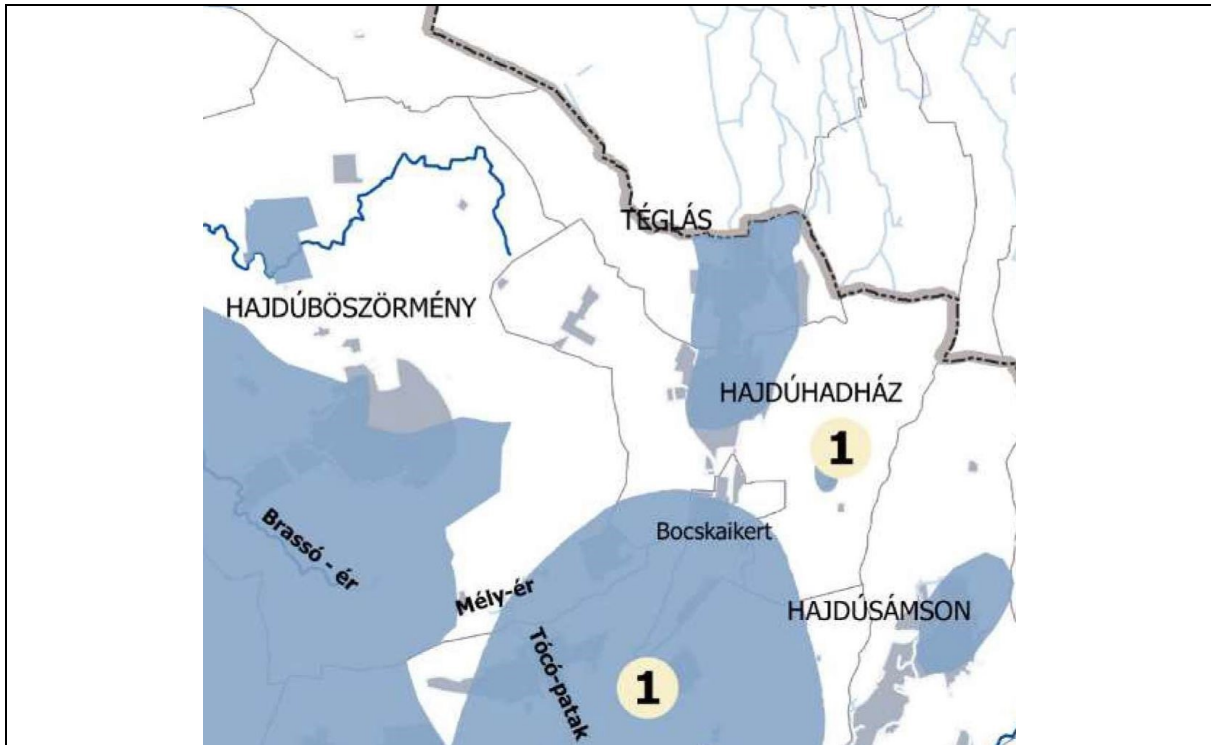 TÉGLÁS
HAJDÚBÖSZÖRMÉNY
HAJDÚHADHÁZ
1
Brassó - ér
Bocskaikert
Mély-ér
HAJDÚSÁMSON
Tócó-patak
1